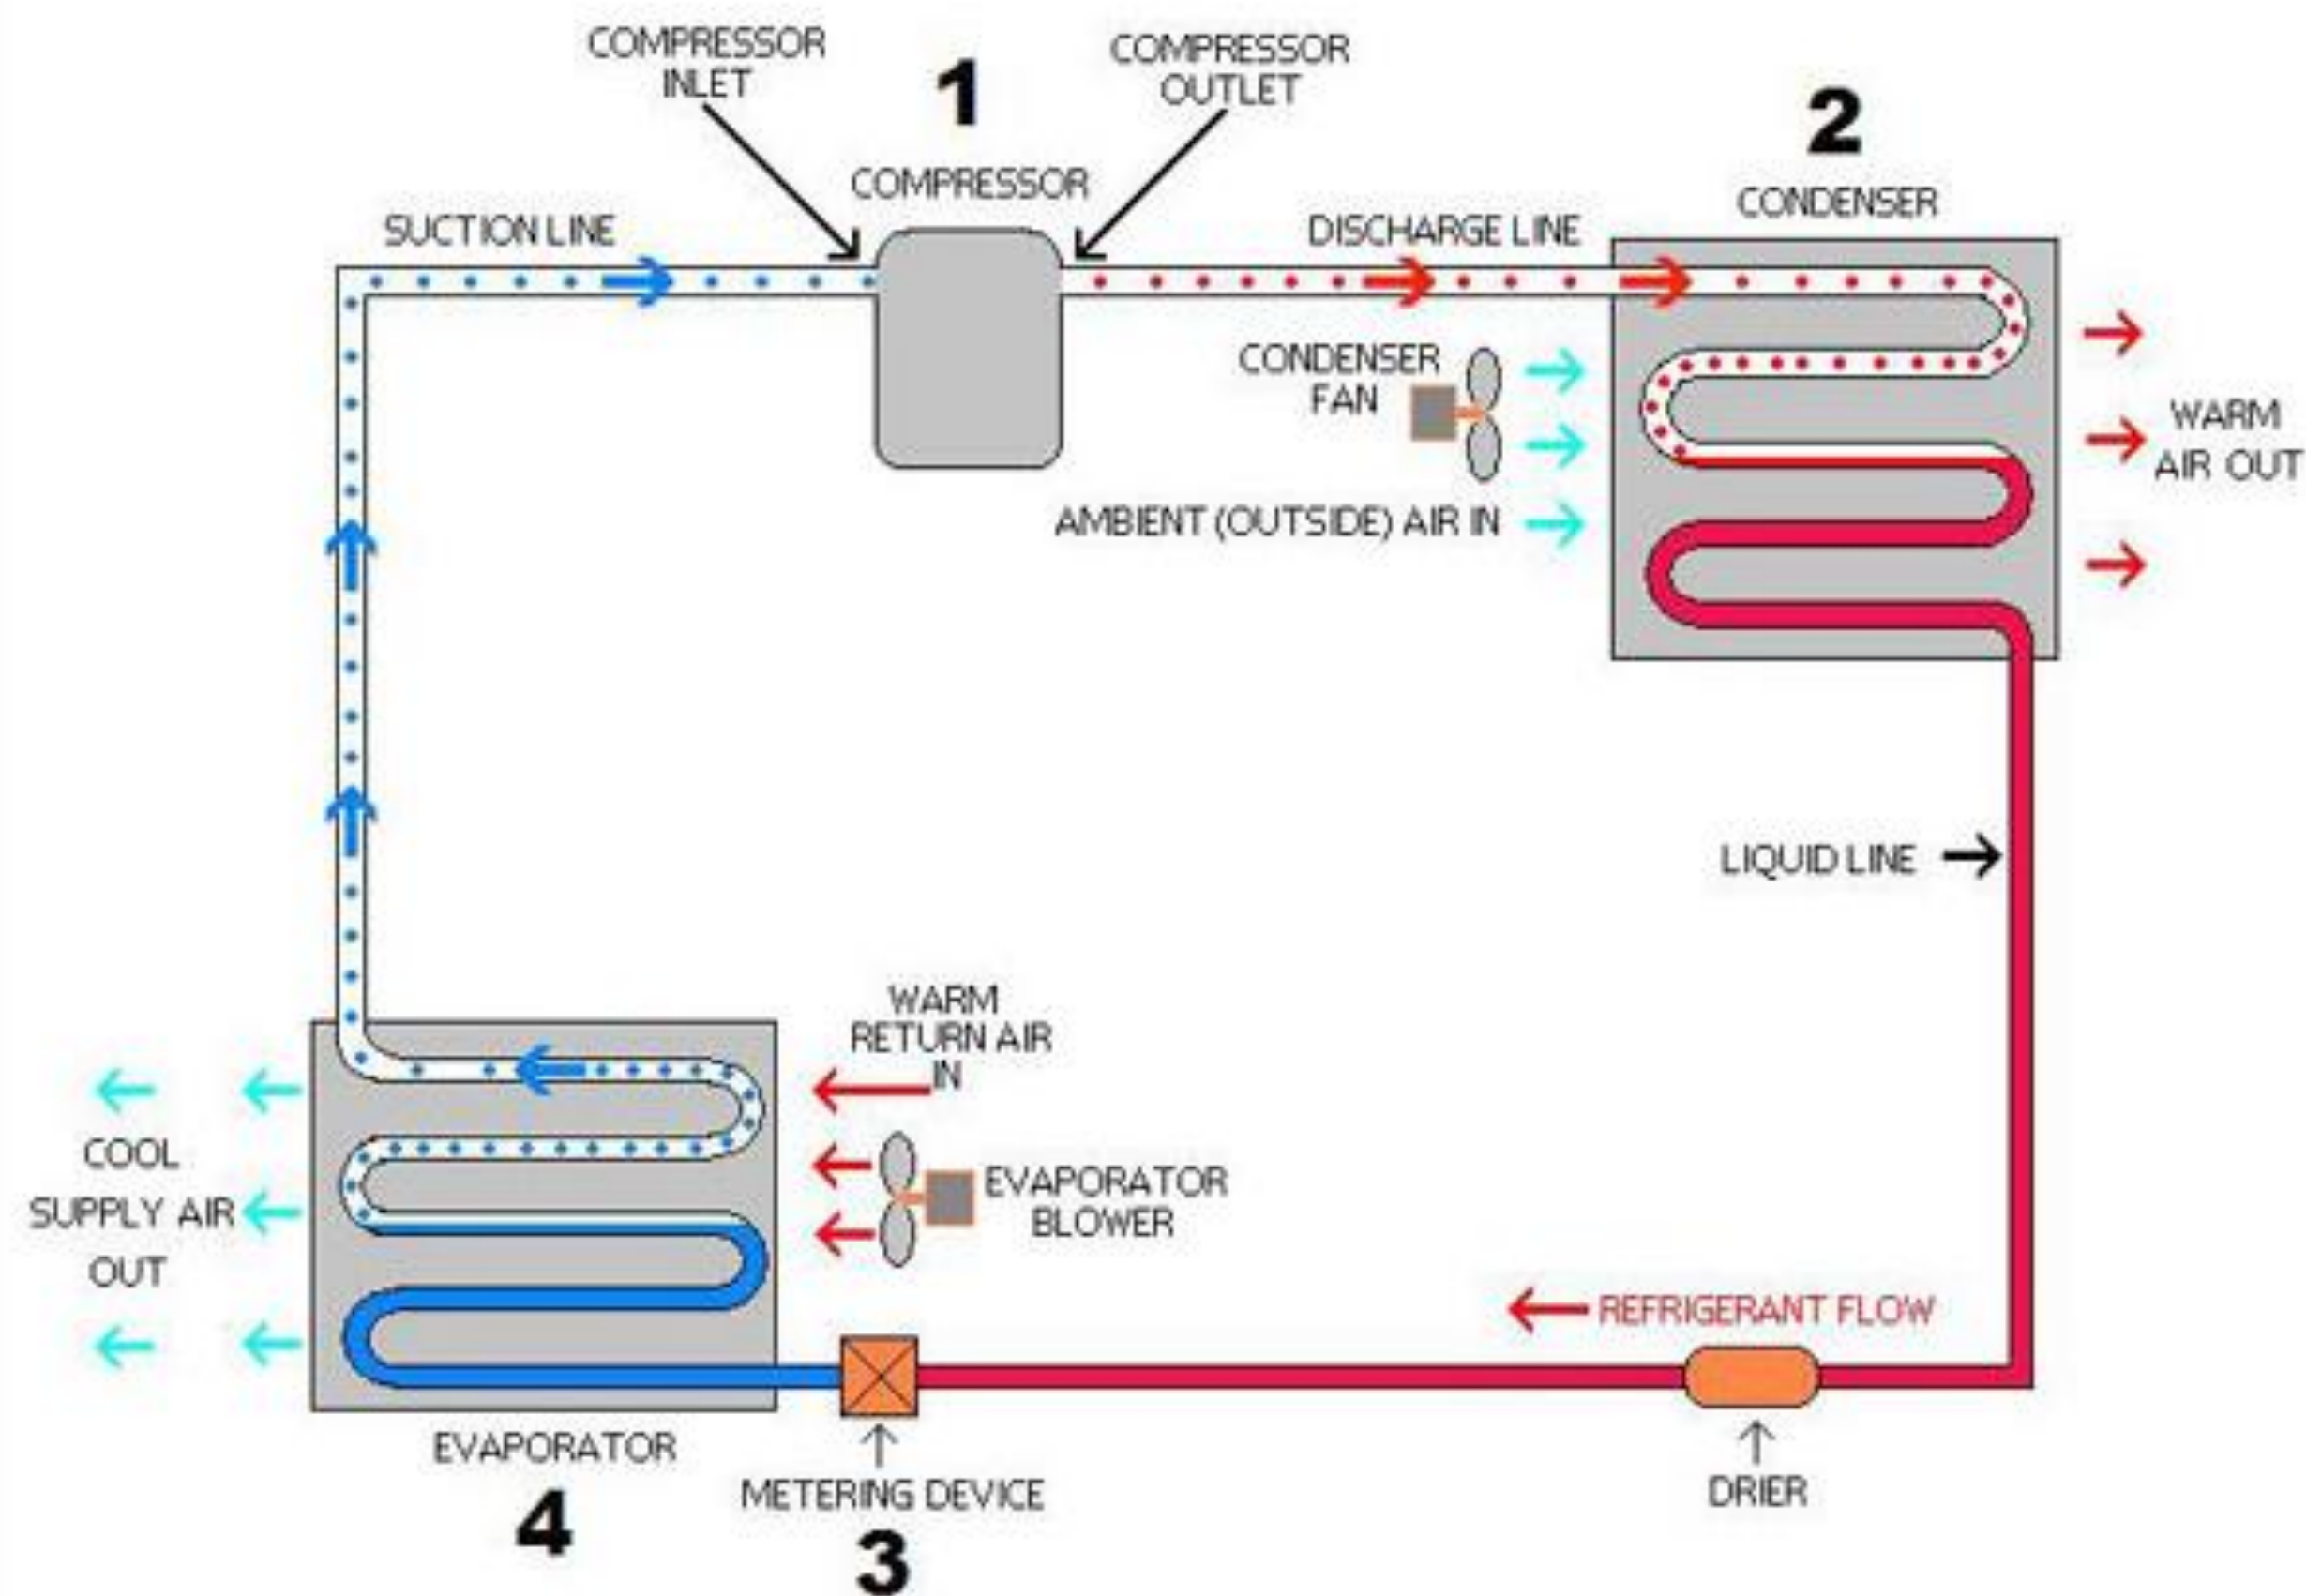 COMPRESSOR
INLET
1
COMPRESSOR
OUTLET
2
COMPRESSOR
CONDENSER
SUCTION LINE
DISCHARGE LINE
CONDENSER
FAN
WARM
AIR OUT
AMBIENT (OUTSIDE) AIR IN
LIQUID LINE
WARM
RETURN AIR
IN
COOL
SUPPLY AIR
OUT
EVAPORATOR
BLOWER
REFRIGERANT FLOW
EVAPORATOR
4
METERING DEVICE
3
DRIER